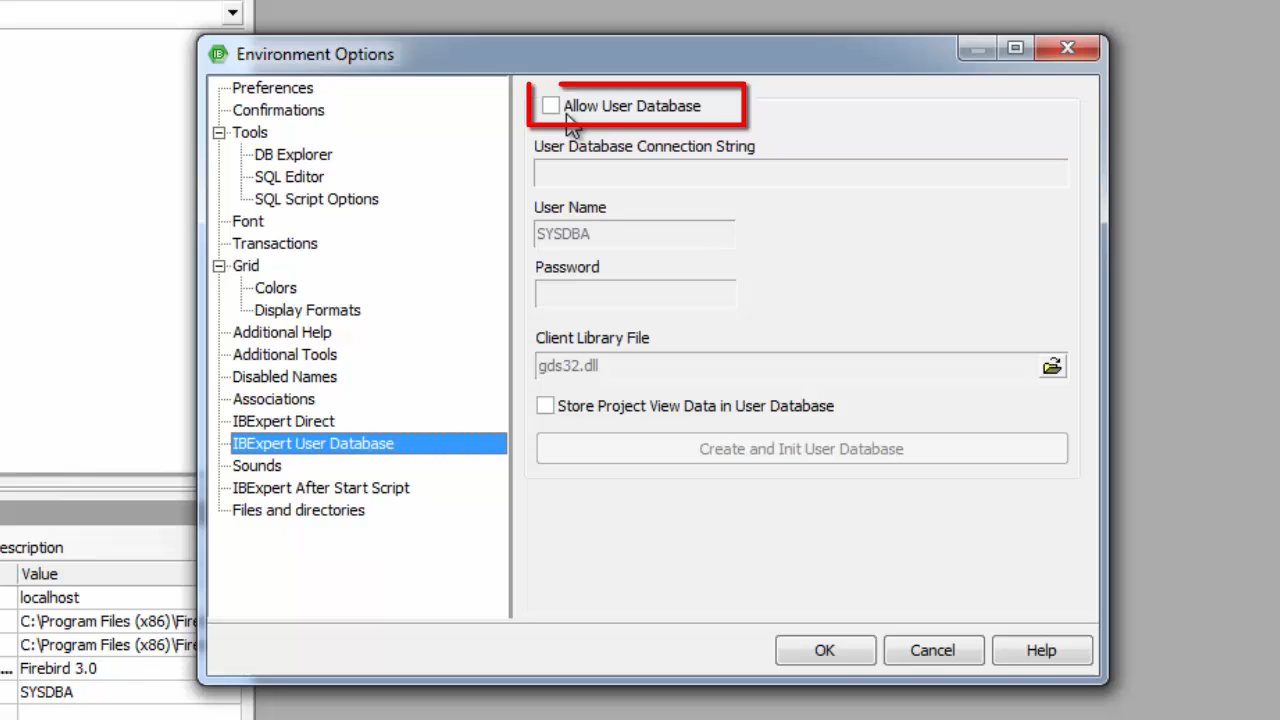 IB
Environment Options
Preferences
Confirmations
Tools
DB Explorer
SQL Editor
SQL Script Options
Font
Transactions
Grid
Colors
Display Formats
Additional Help
Additional Tools
Disabled Names
Associations
IBExpert Direct
IBExpert User Database
Sounds
IBExpert After Start Script
Files and directories
Allow User Database
User Database Connection String
User Name
SYSDBA
Password
Client Library File
gds32.dll
Store Project View Data in User Database
Create and Init User Database
OK Cancel Help
escription
Value
localhost
C:\Program Files (x86)\Fire
C:\Program Files (x86)\Fire
... Firebird 3.0
SYSDBA